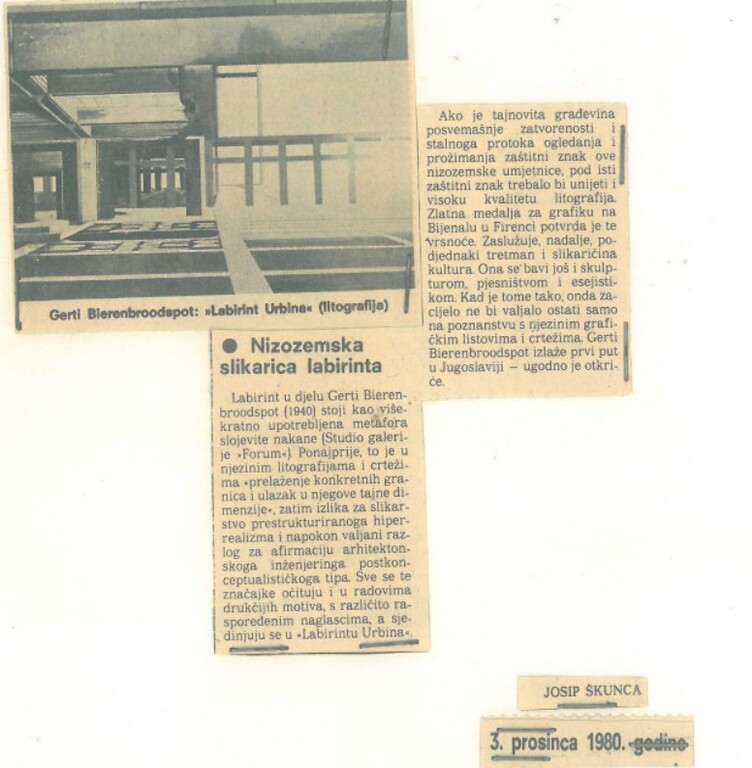 Gerti Bierenbroodspot: »Labirint Urbina« (litografija)
● Nizozemska
slikarica labirinta
Labirint u djelu Gerti Bieren-
broodspot (1940) stoji kao više-
kratno upotrebljena metafora
slojevite nakane (Studio galeri-
je »Forum«). Ponajprije, to je u
njezinim litografijama i crteži-
ma »prelaženje konkretnih gra-
nica i ulazak u njegove tajne di-
menzije«, zatim izlika za slikar-
stvo prestrukturiranoga hiper-
realizma i napokon valjani raz-
log za afirmaciju arhitekton-
skoga inženjeringa postkon-
ceptualističkoga tipa. Sve se te
značajke očituju i u radovima
drukčijih motiva, s različito ra-
spoređenim naglascima, a sje-
dinjuju se u »Labirintu Urbina«.
Ako je tajnovita građevina
posvemašnje zatvorenosti i
stalnoga protoka ogledanja i
prožimanja zaštitni znak ove
nizozemske umjetnice, pod isti
zaštitni znak trebalo bi unijeti i
visoku kvalitetu litografija.
Zlatna medalja za grafiku na
Bijenalu u Firenci potvrda je te
vrsnoće. Zaslužuje, nadalje, po-
djednaki tretman i slikaričina
kultura. Ona se bavi još i skulp-
turom, pjesništvom i esejisti-
kom. Kad je tome tako, onda za-
cijelo ne bi valjalo ostati samo
na poznanstvu s njezinim grafi-
čkim listovima i crtežima. Gerti
Bierenbroodspot izlaže prvi put
u Jugoslaviji — ugodno je otkri-
će.
JOSIP ŠKUNCA
3. prosinca 1980. godine